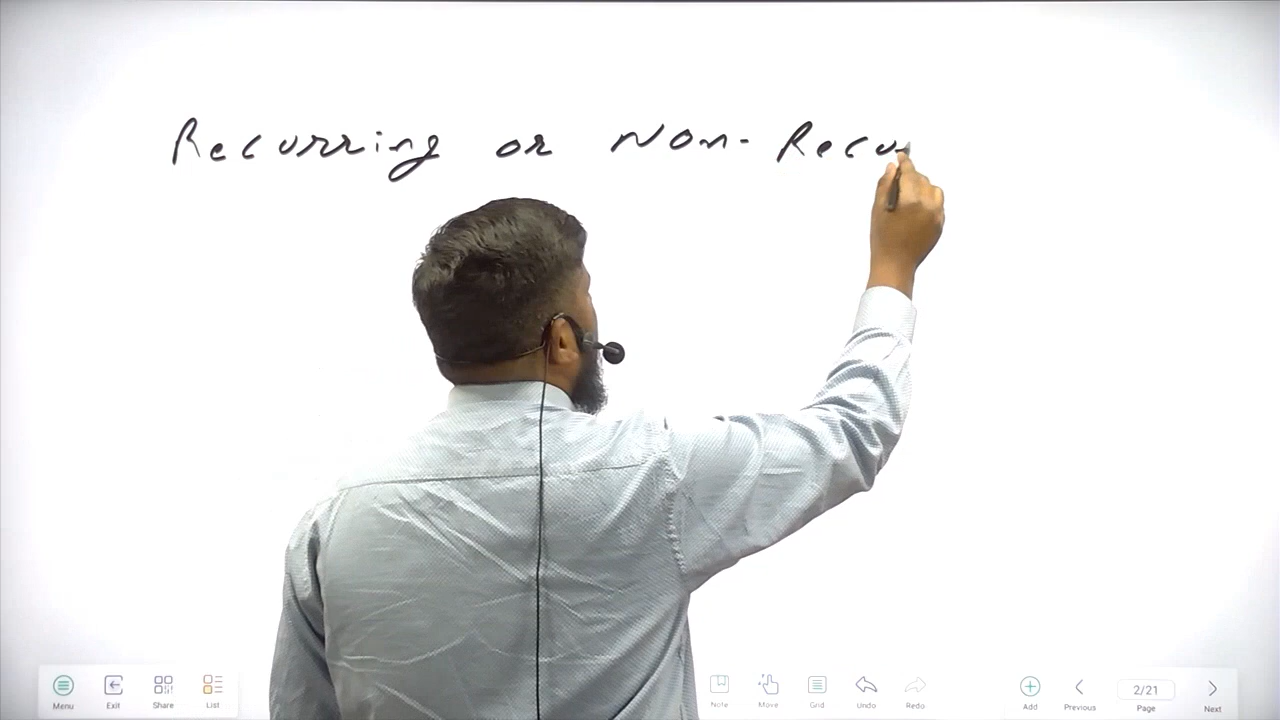 Recurring or Non-Recu
Menu Exit Share List Note Move Grid Undo Redo Add Previous 2/21 Page Next